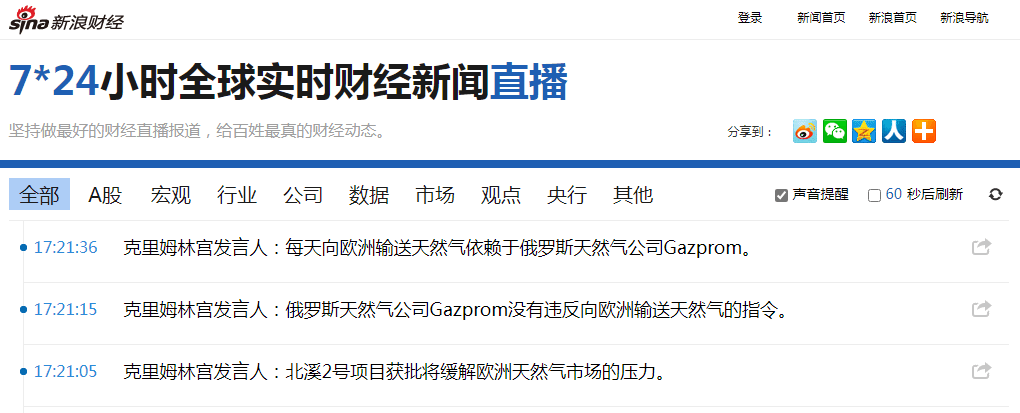 sina 新浪财经
登录 新闻首页 新浪首页 新浪导航
7*24小时全球实时财经新闻直播
坚持做最好的财经直播报道，给百姓最真的财经动态。
分享到：
人
全部 A股 宏观 行业 公司 数据 市场 观点 央行 其他 声音提醒 60 秒后刷新
17:21:36 克里姆林宫发言人：每天向欧洲输送天然气依赖于俄罗斯天然气公司Gazprom。
17:21:15 克里姆林宫发言人：俄罗斯天然气公司Gazprom没有违反向欧洲输送天然气的指令。
17:21:05 克里姆林宫发言人：北溪2号项目获批将缓解欧洲天然气市场的压力。